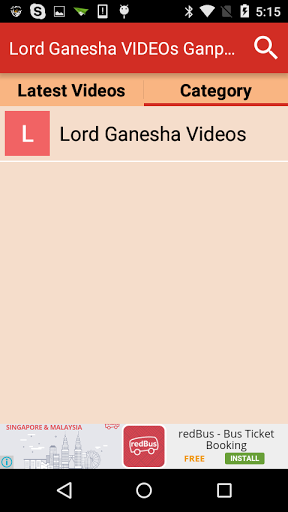 5:15
Lord Ganesha VIDEOs Ganp...
Latest Videos
Category
L
Lord Ganesha Videos
SINGAPORE & MALAYSIA
redBus
redBus - Bus Ticket
Booking
FREE
INSTALL